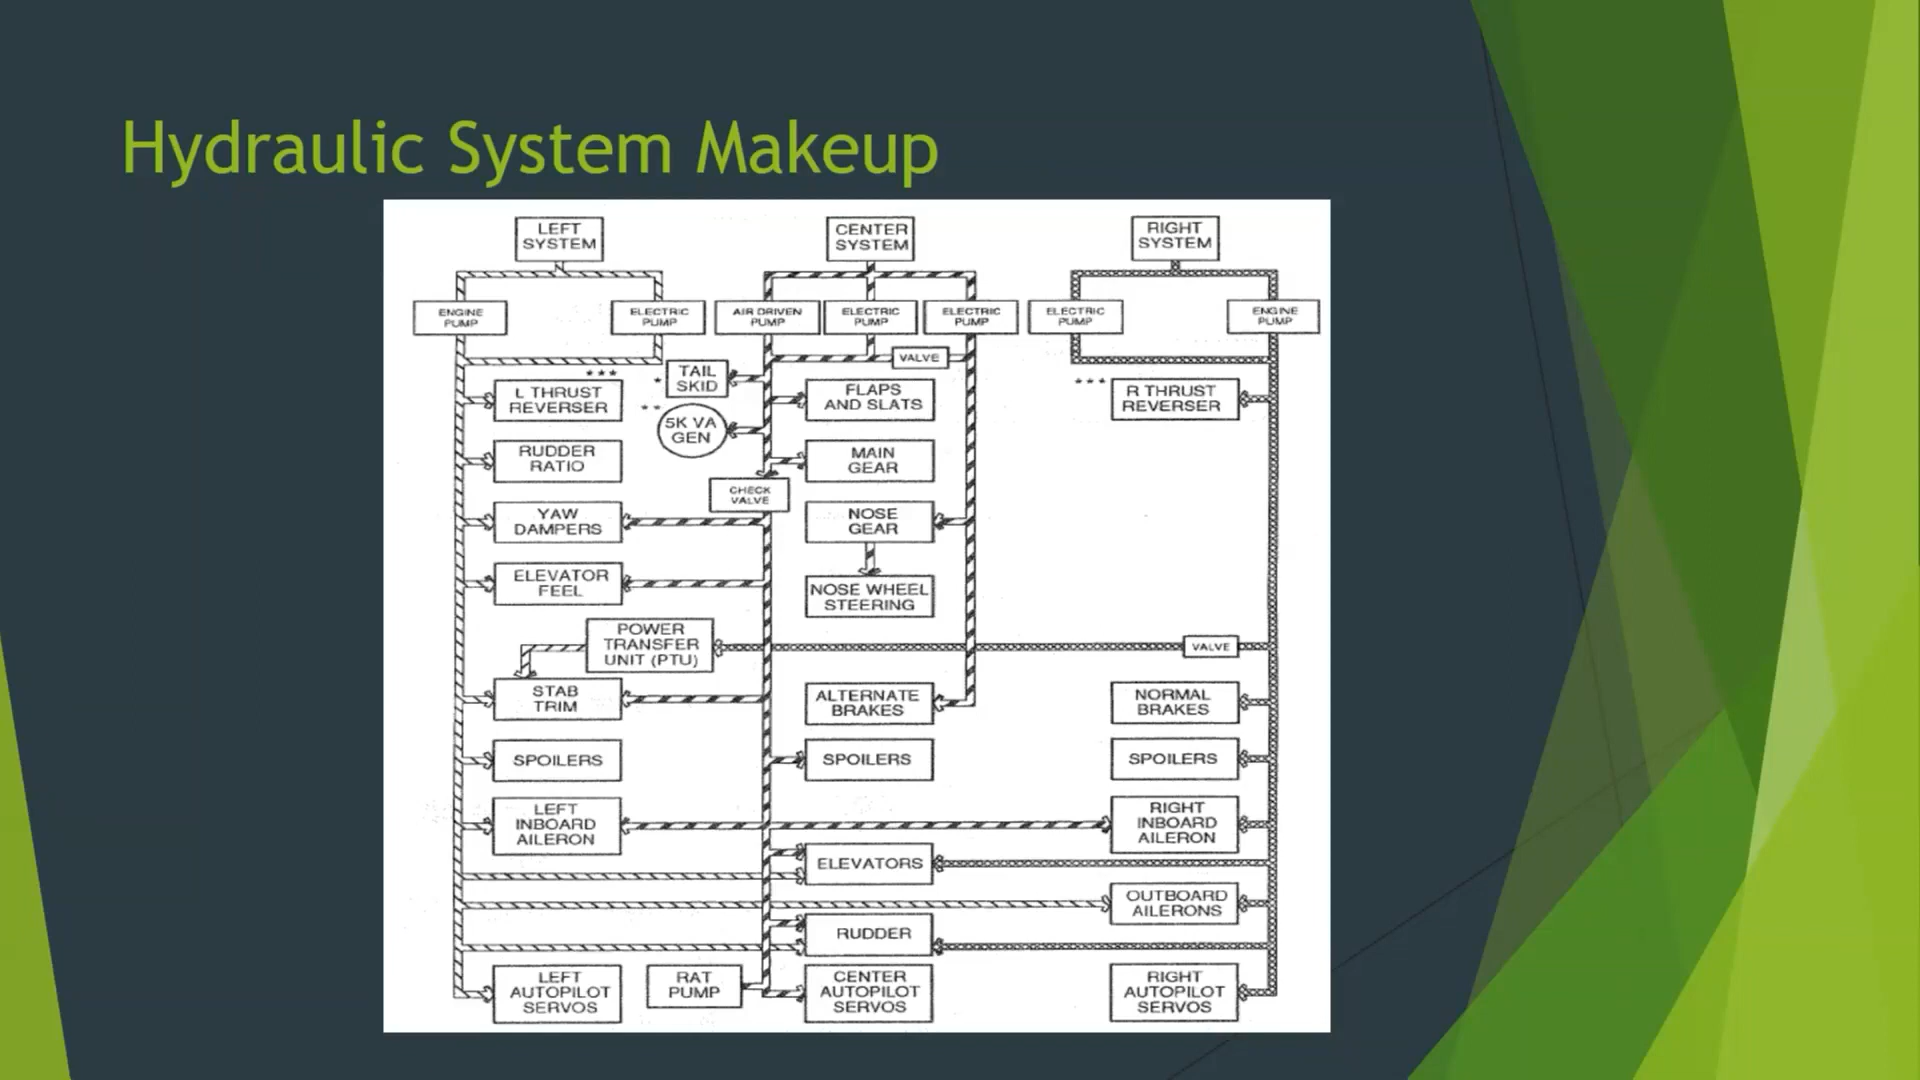 Hydraulic System Makeup
LEFT
SYSTEM
CENTER
SYSTEM
RIGHT
SYSTEM
ENGINE
PUMP
ELECTRIC
PUMP
AIR DRIVEN
PUMP
ELECTRIC
PUMP
ELECTRIC
PUMP
ELECTRIC
PUMP
ENGINE
PUMP
VALVE
* * *
L THRUST
REVERSER
*
TAIL
SKID
FLAPS
AND SLATS
* * *
R THRUST
REVERSER
* *
5K VA
GEN
RUDDER
RATIO
MAIN
GEAR
CHECK
VALVE
YAW
DAMPERS
NOSE
GEAR
ELEVATOR
FEEL
NOSE WHEEL
STEERING
POWER
TRANSFER
UNIT (PTU)
VALVE
STAB
TRIM
ALTERNATE
BRAKES
NORMAL
BRAKES
SPOILERS
SPOILERS
SPOILERS
LEFT
INBOARD
AILERON
RIGHT
INBOARD
AILERON
ELEVATORS
OUTBOARD
AILERONS
RUDDER
LEFT
AUTOPILOT
SERVOS
RAT
PUMP
CENTER
AUTOPILOT
SERVOS
RIGHT
AUTOPILOT
SERVOS